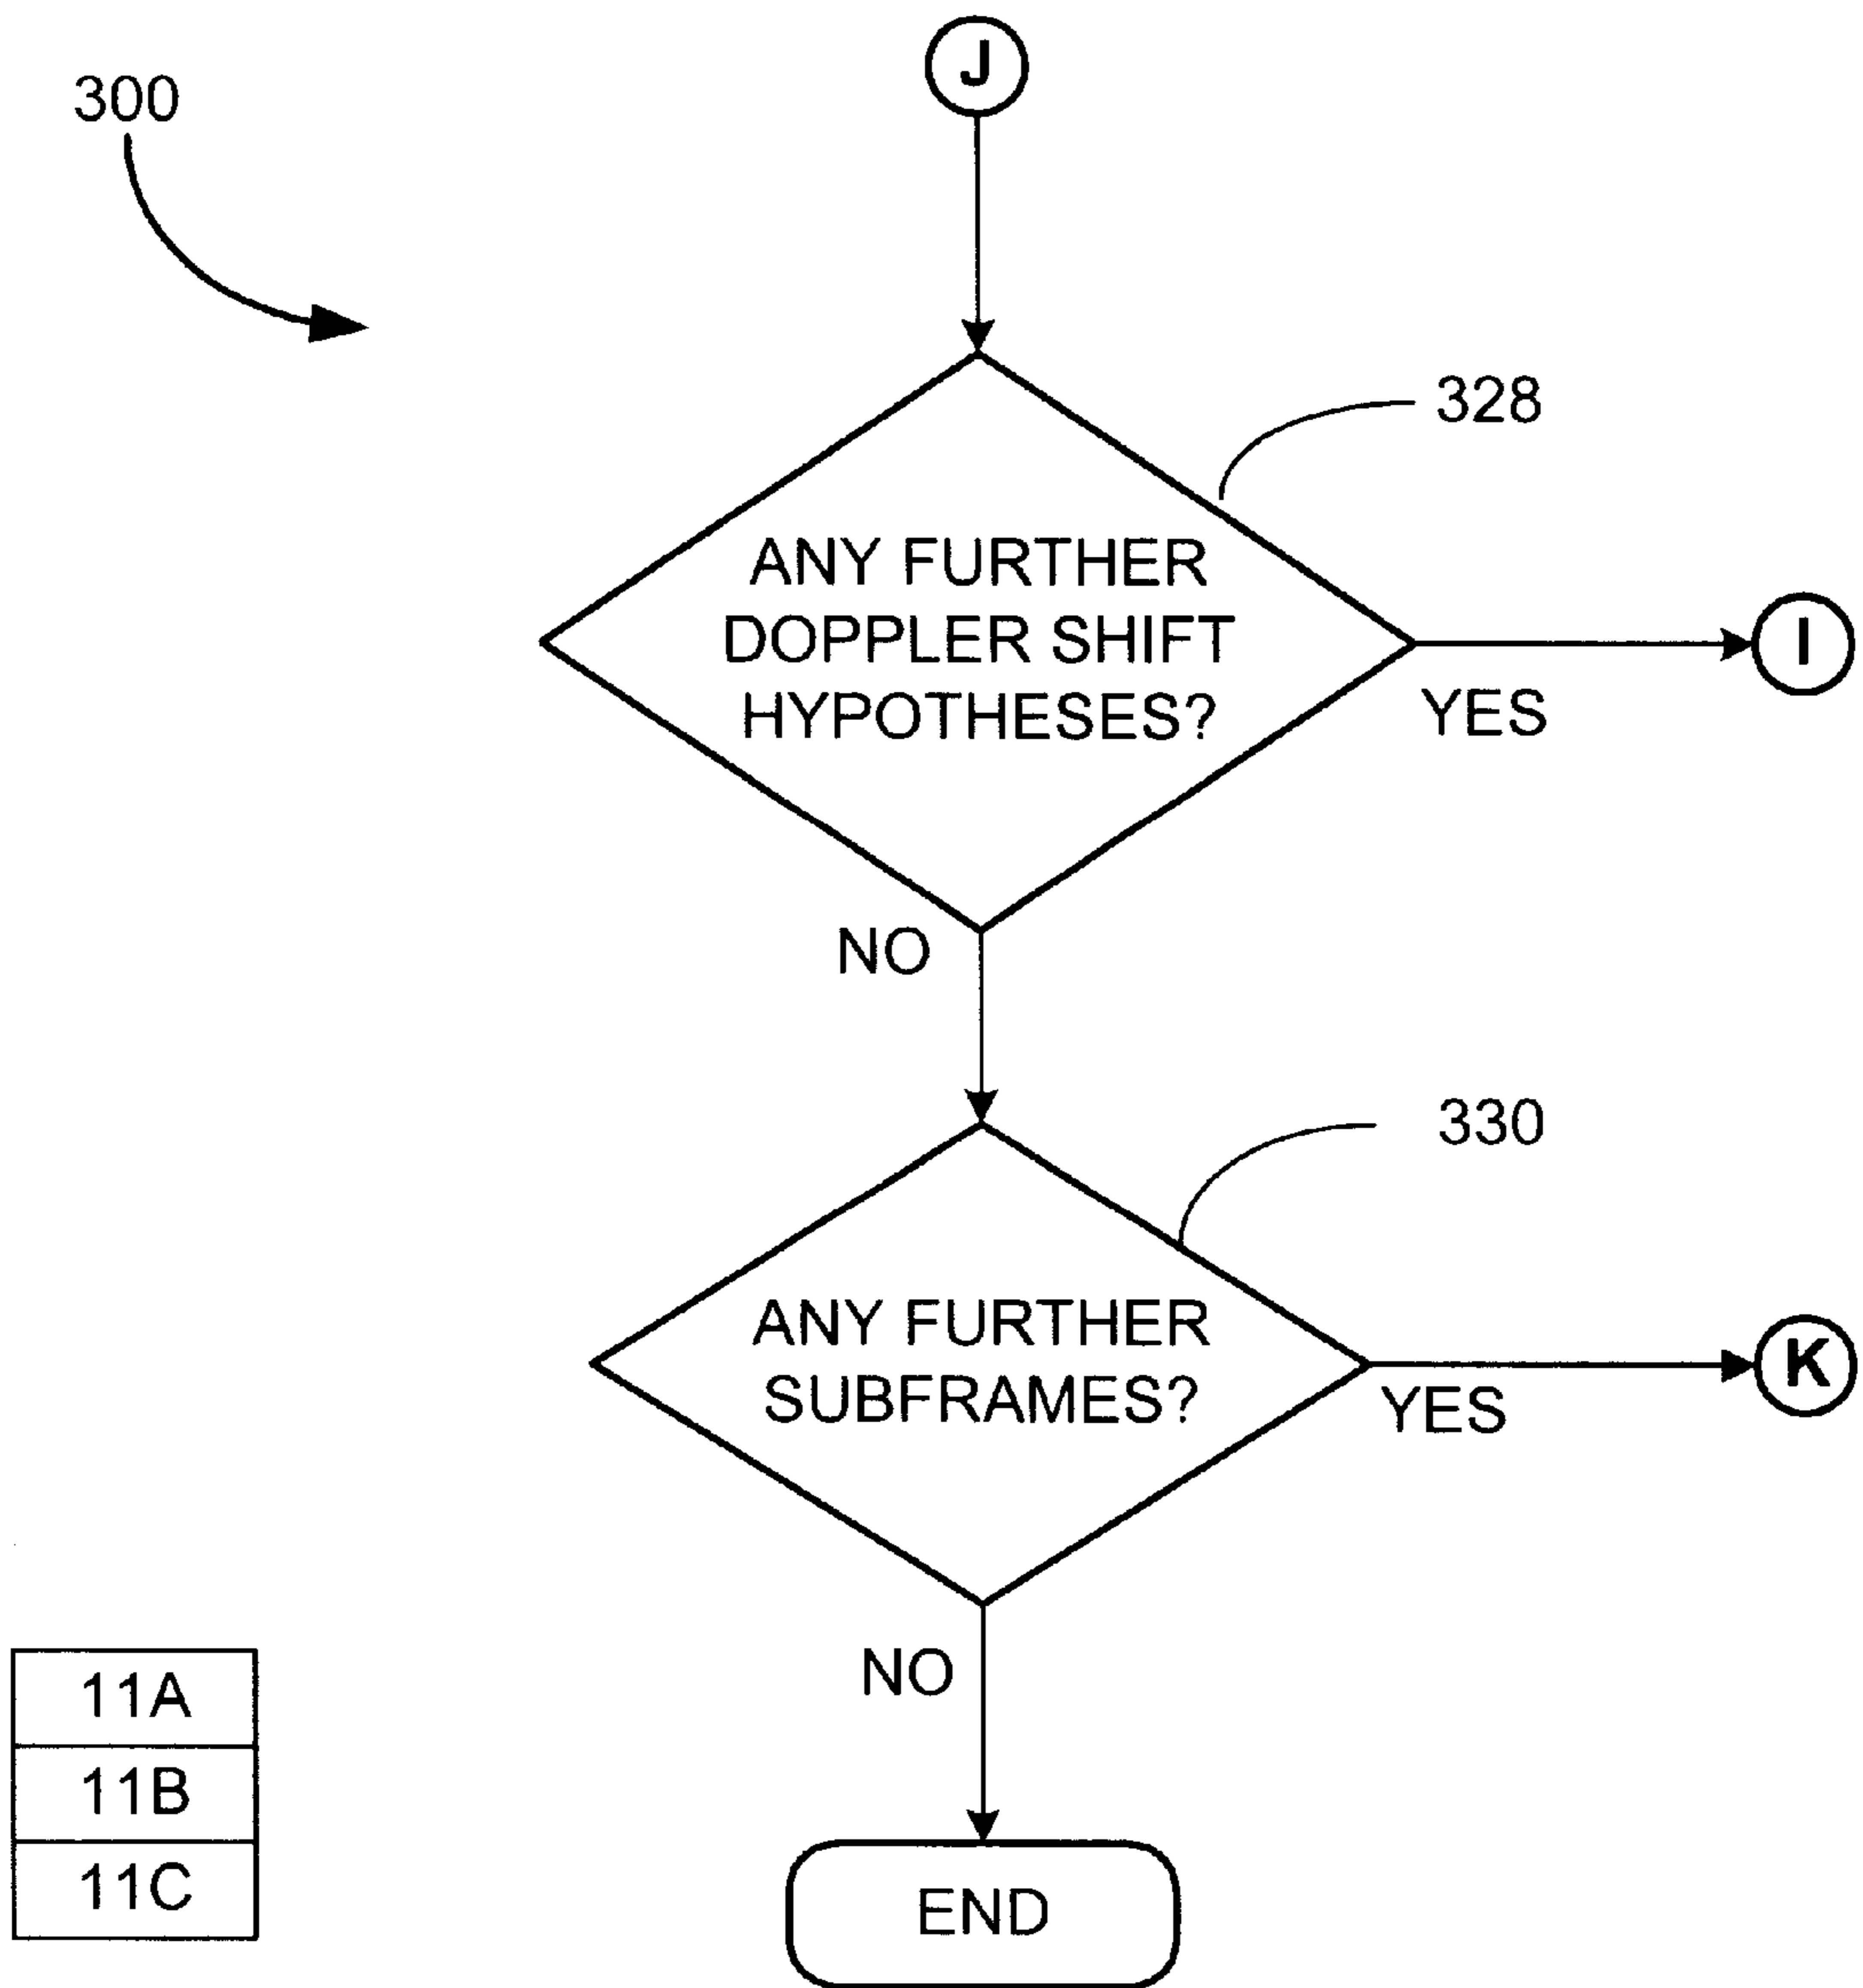 J
300
328
ANY FURTHER
DOPPLER SHIFT
HYPOTHESES?
I
YES
NO
330
ANY FURTHER
SUBFRAMES?
K
YES
NO
11A
11B
11C
END